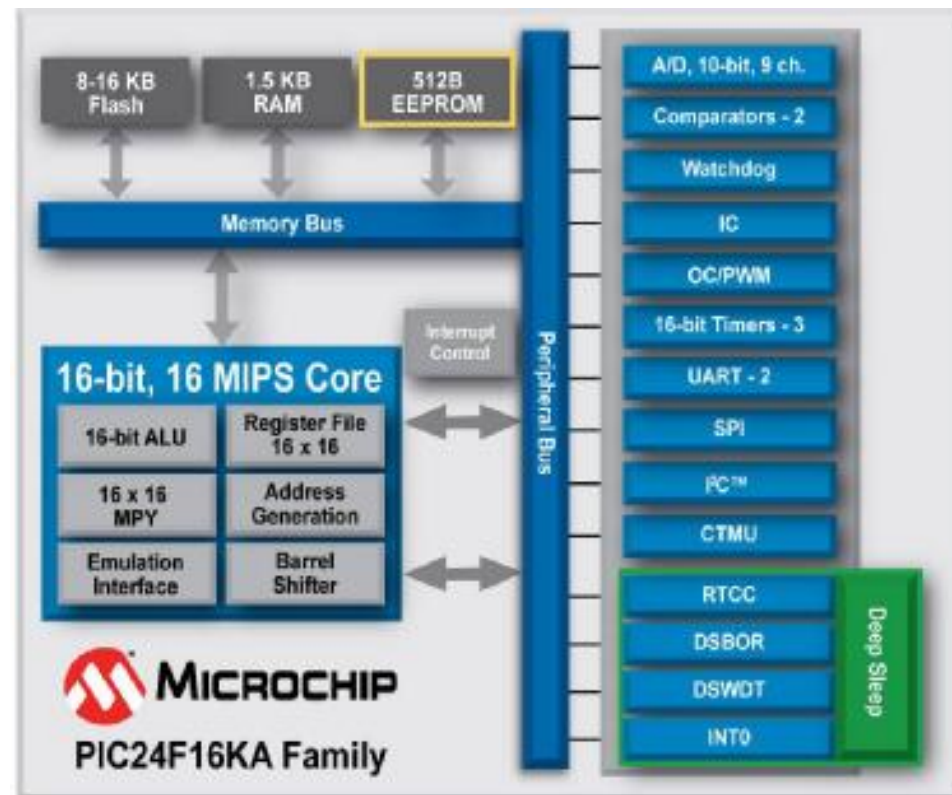 8-16 KB
Flash
1.5 KB
RAM
512B
EEPROM
Memory Bus
Interrupt
Control
16-bit, 16 MIPS Core
16-bit ALU
Register File
16 x 16
16 x 16
MPY
Address
Generation
Emulation
Interface
Barrel
Shifter
Peripheral Bus
A/D, 10-bit, 9 ch.
Comparators - 2
Watchdog
IC
OC/PWM
16-bit Timers - 3
UART - 2
SPI
I²C™
CTMU
RTCC
DSBOR
DSWDT
INT0
Deep Sleep
MICROCHIP
PIC24F16KA Family